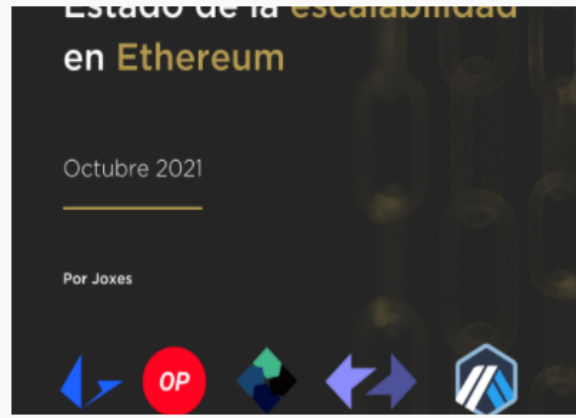 Estado de la escalabilidad
en Ethereum
Octubre 2021
Por Joxes
OP